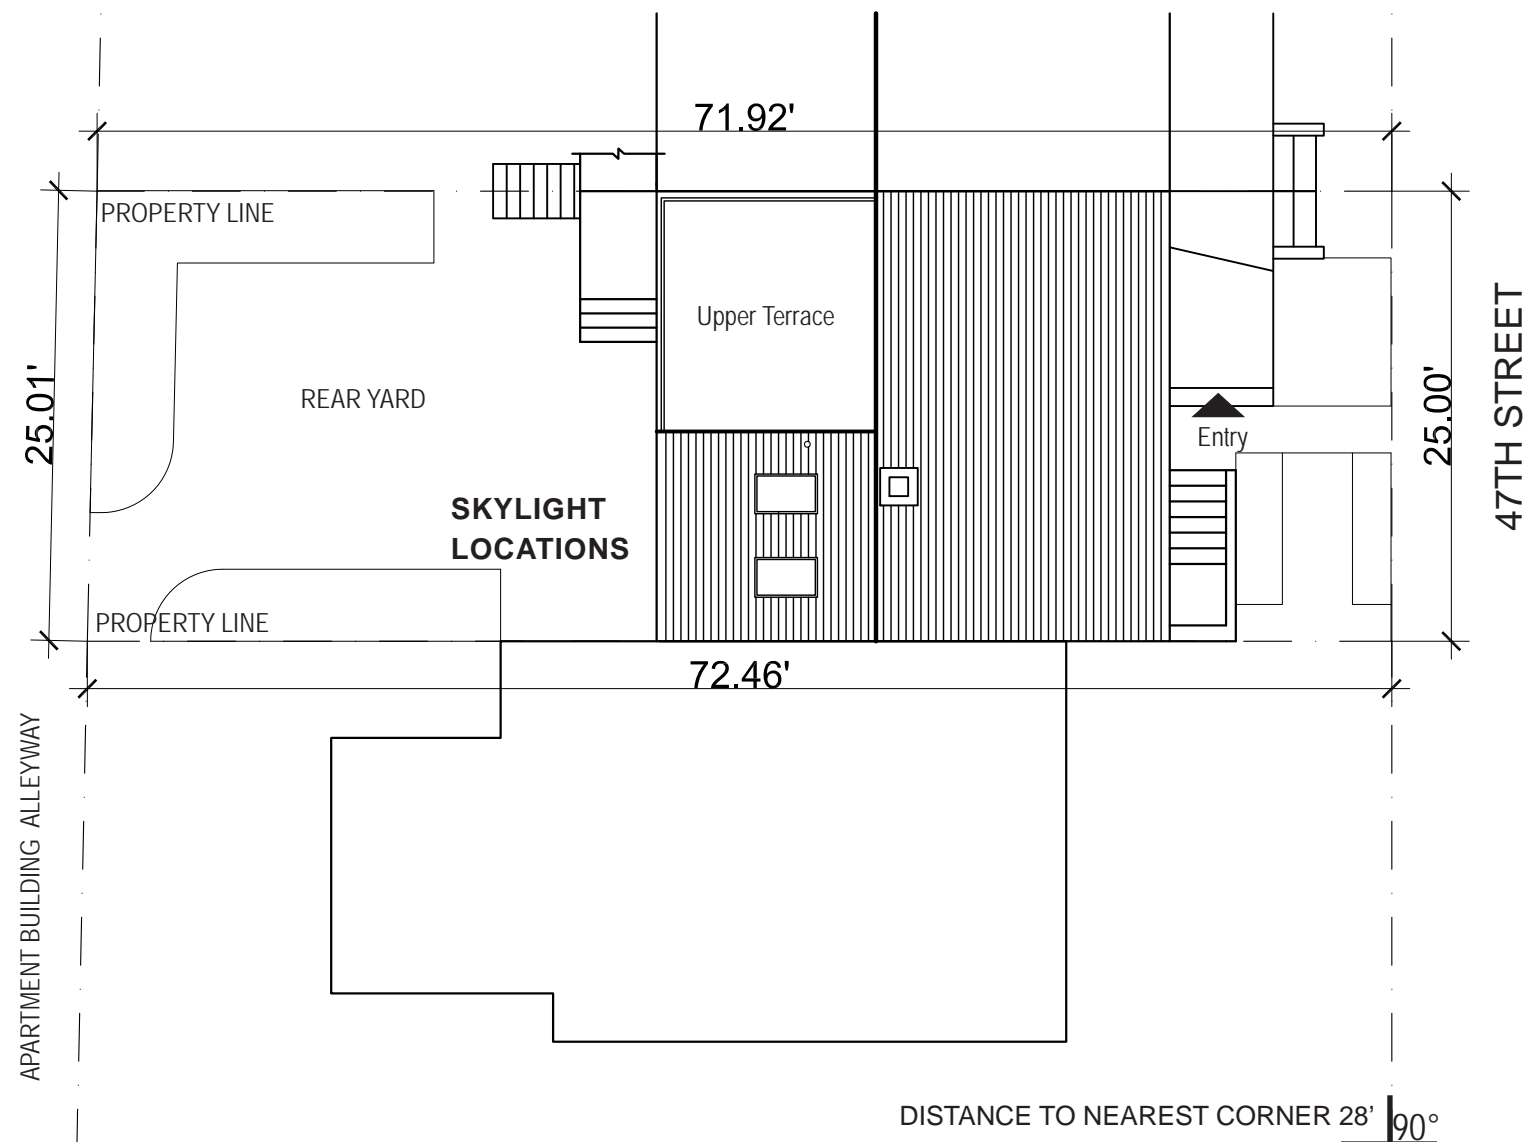 71.92'
PROPERTY LINE
Upper Terrace
REAR YARD
25.01'
25.00'
47TH STREET
Entry
SKYLIGHT
LOCATIONS
PROPERTY LINE
72.46'
APARTMENT BUILDING ALLEYWAY
DISTANCE TO NEAREST CORNER 28'
90°